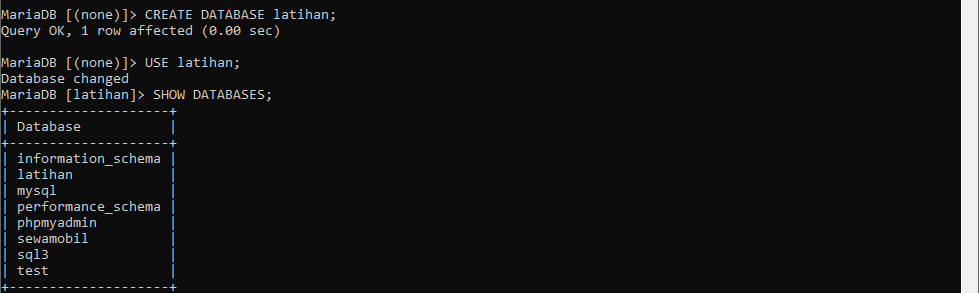 MariaDB [(none)]> CREATE DATABASE latihan;
Query OK, 1 row affected (0.00 sec)
MariaDB [(none)]> USE latihan;
Database changed
MariaDB [latihan]> SHOW DATABASES;
+--------------------+
| Database           |
+--------------------+
| information_schema |
| latihan            |
| mysql              |
| performance_schema |
| phpmyadmin         |
| sewamobil          |
| sql3               |
| test               |
+--------------------+